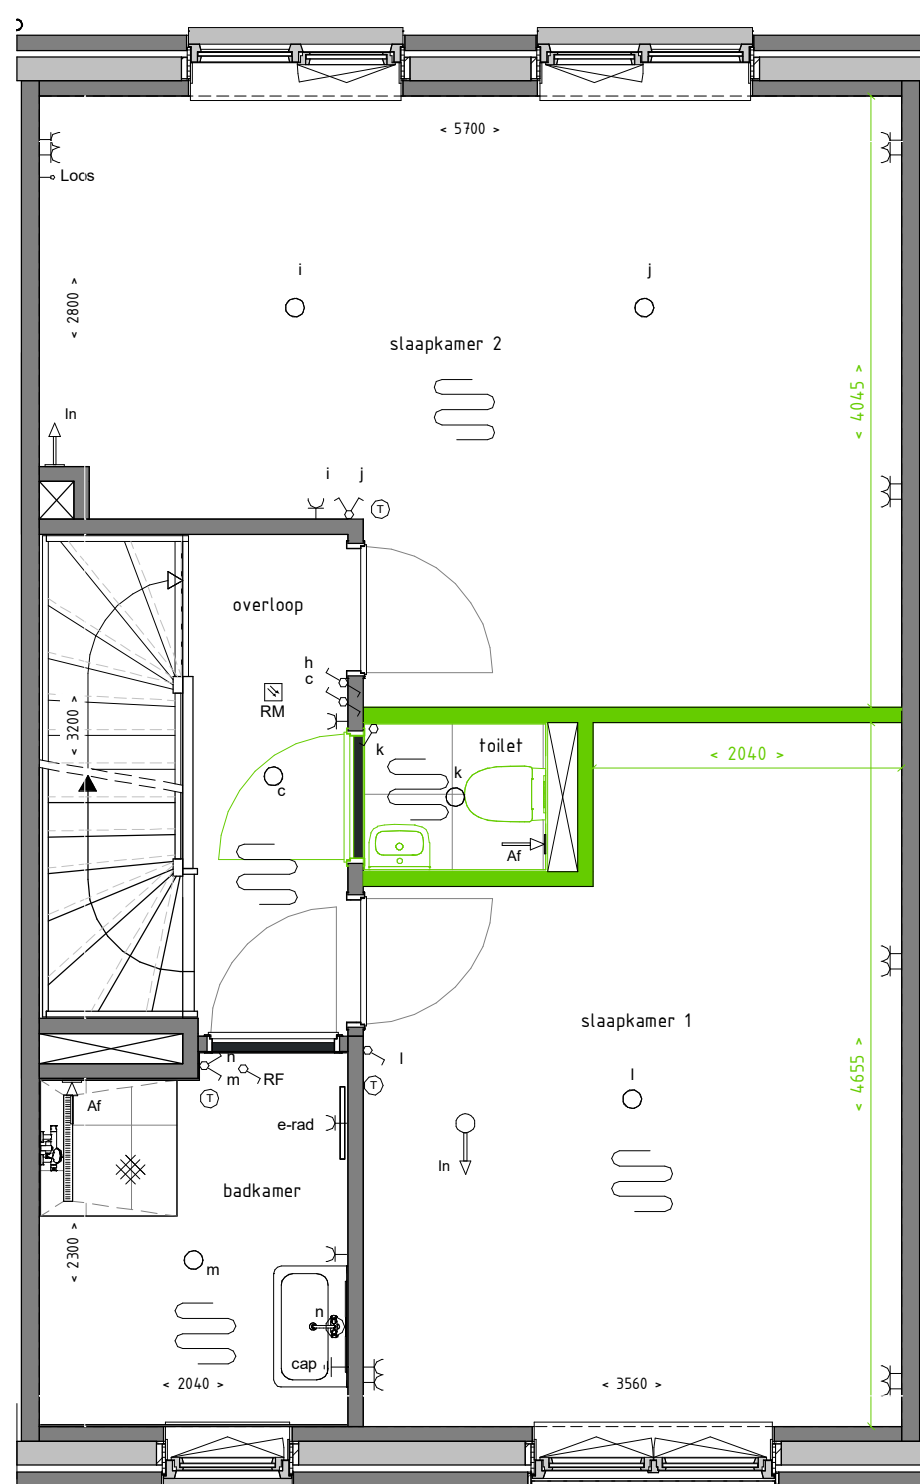 < 5700 >
Loos
i
j
< 2800 >
slaapkamer 2
< 4045 >
In
i
j
T
overloop
h
c
RM
< 3200 >
k
toilet
k
< 2040 >
c
Af
slaapkamer 1
n
m
RF
T
l
T
l
< 4655 >
Af
e-rad
In
badkamer
< 2300 >
m
n
cap
< 2040 >
< 3560 >